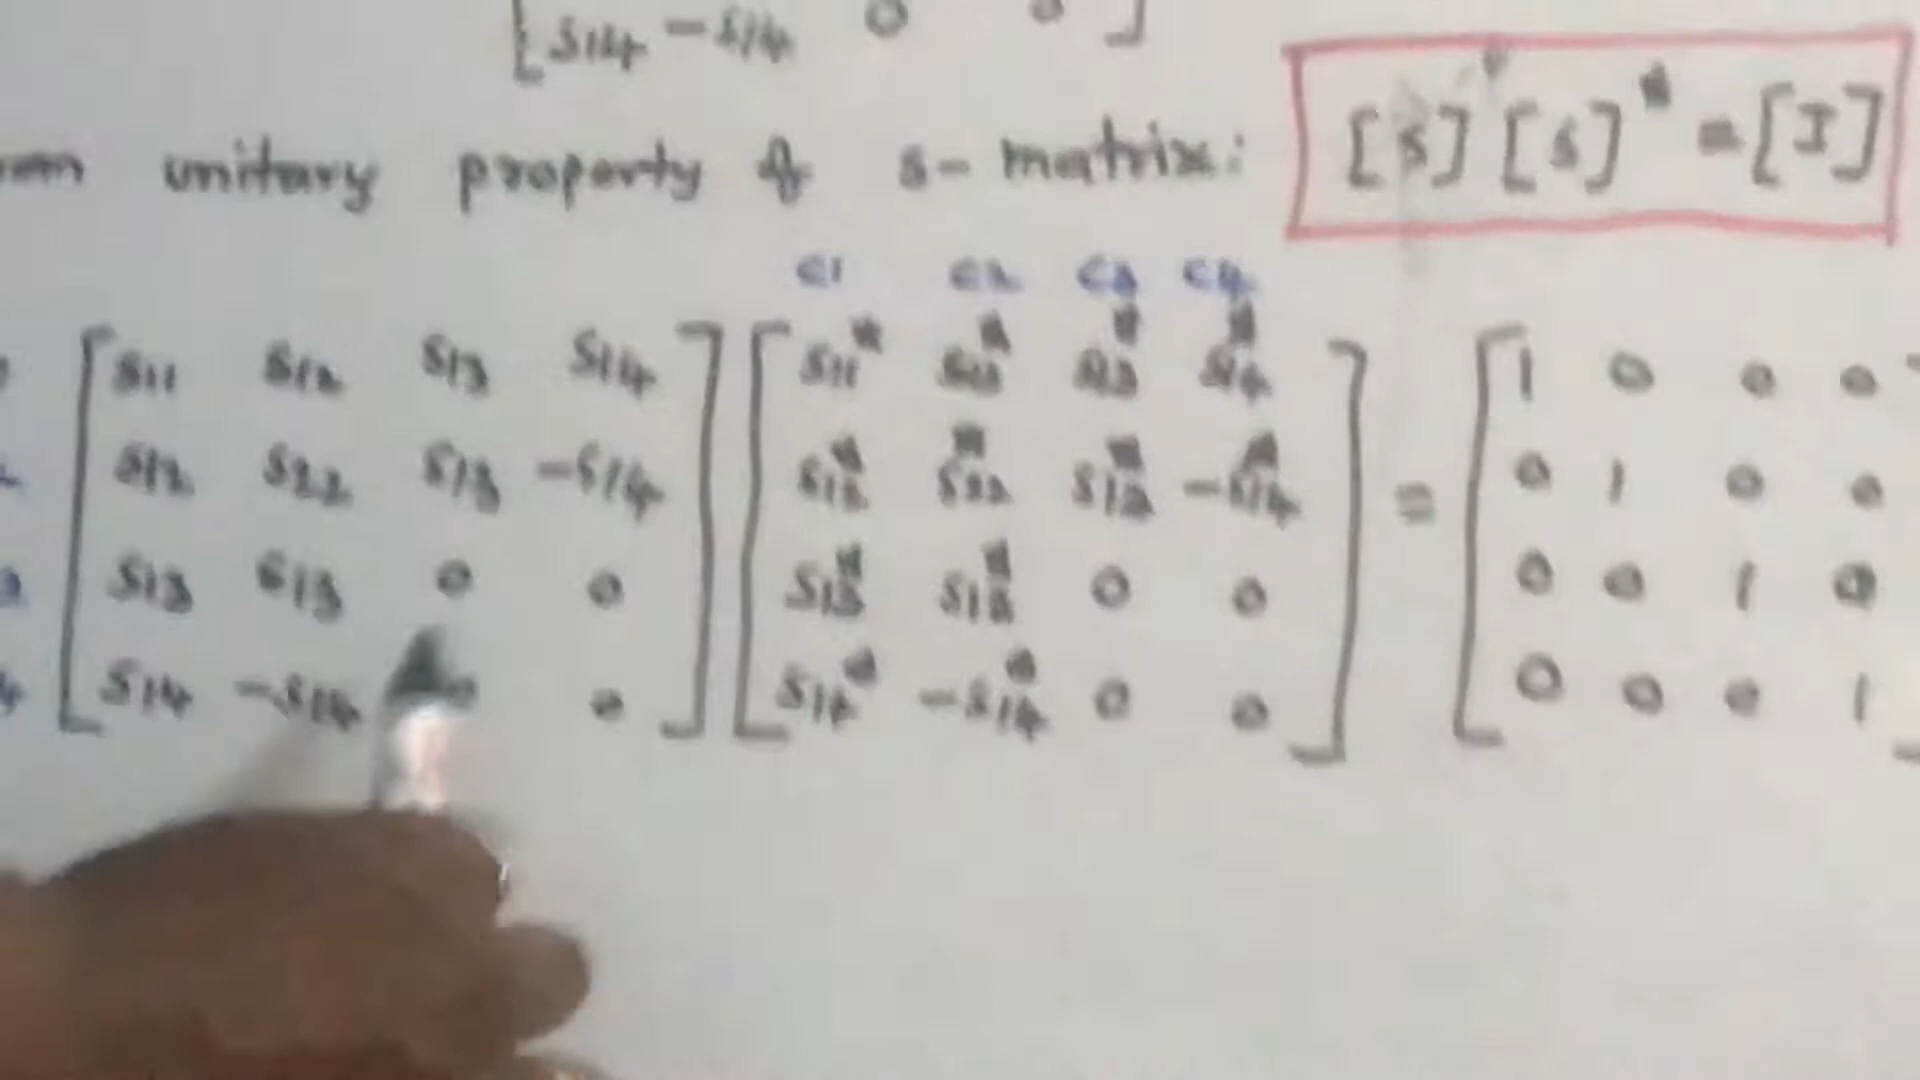 [S14 -S14 0 0]
unitary property of s-matrix: [S] [S]* = [I]
C1 C2 C3 C4
[S11 S12 S13 S14] [S11* S12* S13* S14*] [1 0 0 0
S12 S22 S13 -S14 S12* S22* S13* -S14* = 0 1 0 0
3 S13 S13 0 0 S13* S13* 0 0 0 0 1 0
4 S14 -S14 0 0 S14* -S14* 0 0 0 0 0 1